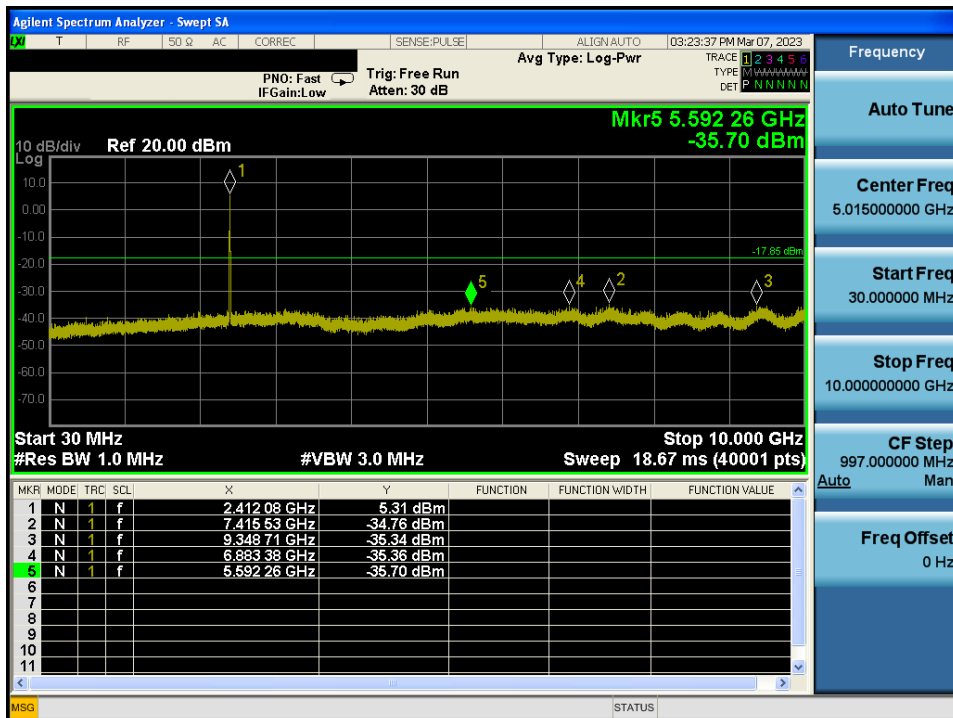 Agilent Spectrum Analyzer - Swept SA
LXI T RF 50 Ω AC CORREC SENSE:PULSE ALIGN AUTO 03:23:37 PM Mar 07, 2023
PNO: Fast
IFGain:Low
Trig: Free Run
Atten: 30 dB
Avg Type: Log-Pwr
TRACE 1 2 3 4 5 6
TYPE M W W W W W
DET P N N N N N
Mkr5 5.592 26 GHz
-35.70 dBm
10 dB/div
Log
Ref 20.00 dBm
10.0
0.00
-10.0
-20.0
-30.0
-40.0
-50.0
-60.0
-70.0
1
-17.85 dBm
5
4
2
3
Start 30 MHz
Stop 10.000 GHz
#Res BW 1.0 MHz
#VBW 3.0 MHz
Sweep 18.67 ms (40001 pts)
MKR MODE TRC SCL X Y FUNCTION FUNCTION WIDTH FUNCTION VALUE
1 N 1 f 2.412 08 GHz 5.31 dBm
2 N 1 f 7.415 53 GHz -34.76 dBm
3 N 1 f 9.348 71 GHz -35.34 dBm
4 N 1 f 6.883 38 GHz -35.36 dBm
5 N 1 f 5.592 26 GHz -35.70 dBm
6
7
8
9
10
11
MSG
STATUS
Frequency
Auto Tune
Center Freq
5.015000000 GHz
Start Freq
30.000000 MHz
Stop Freq
10.000000000 GHz
CF Step
997.000000 MHz
Auto Man
Freq Offset
0 Hz